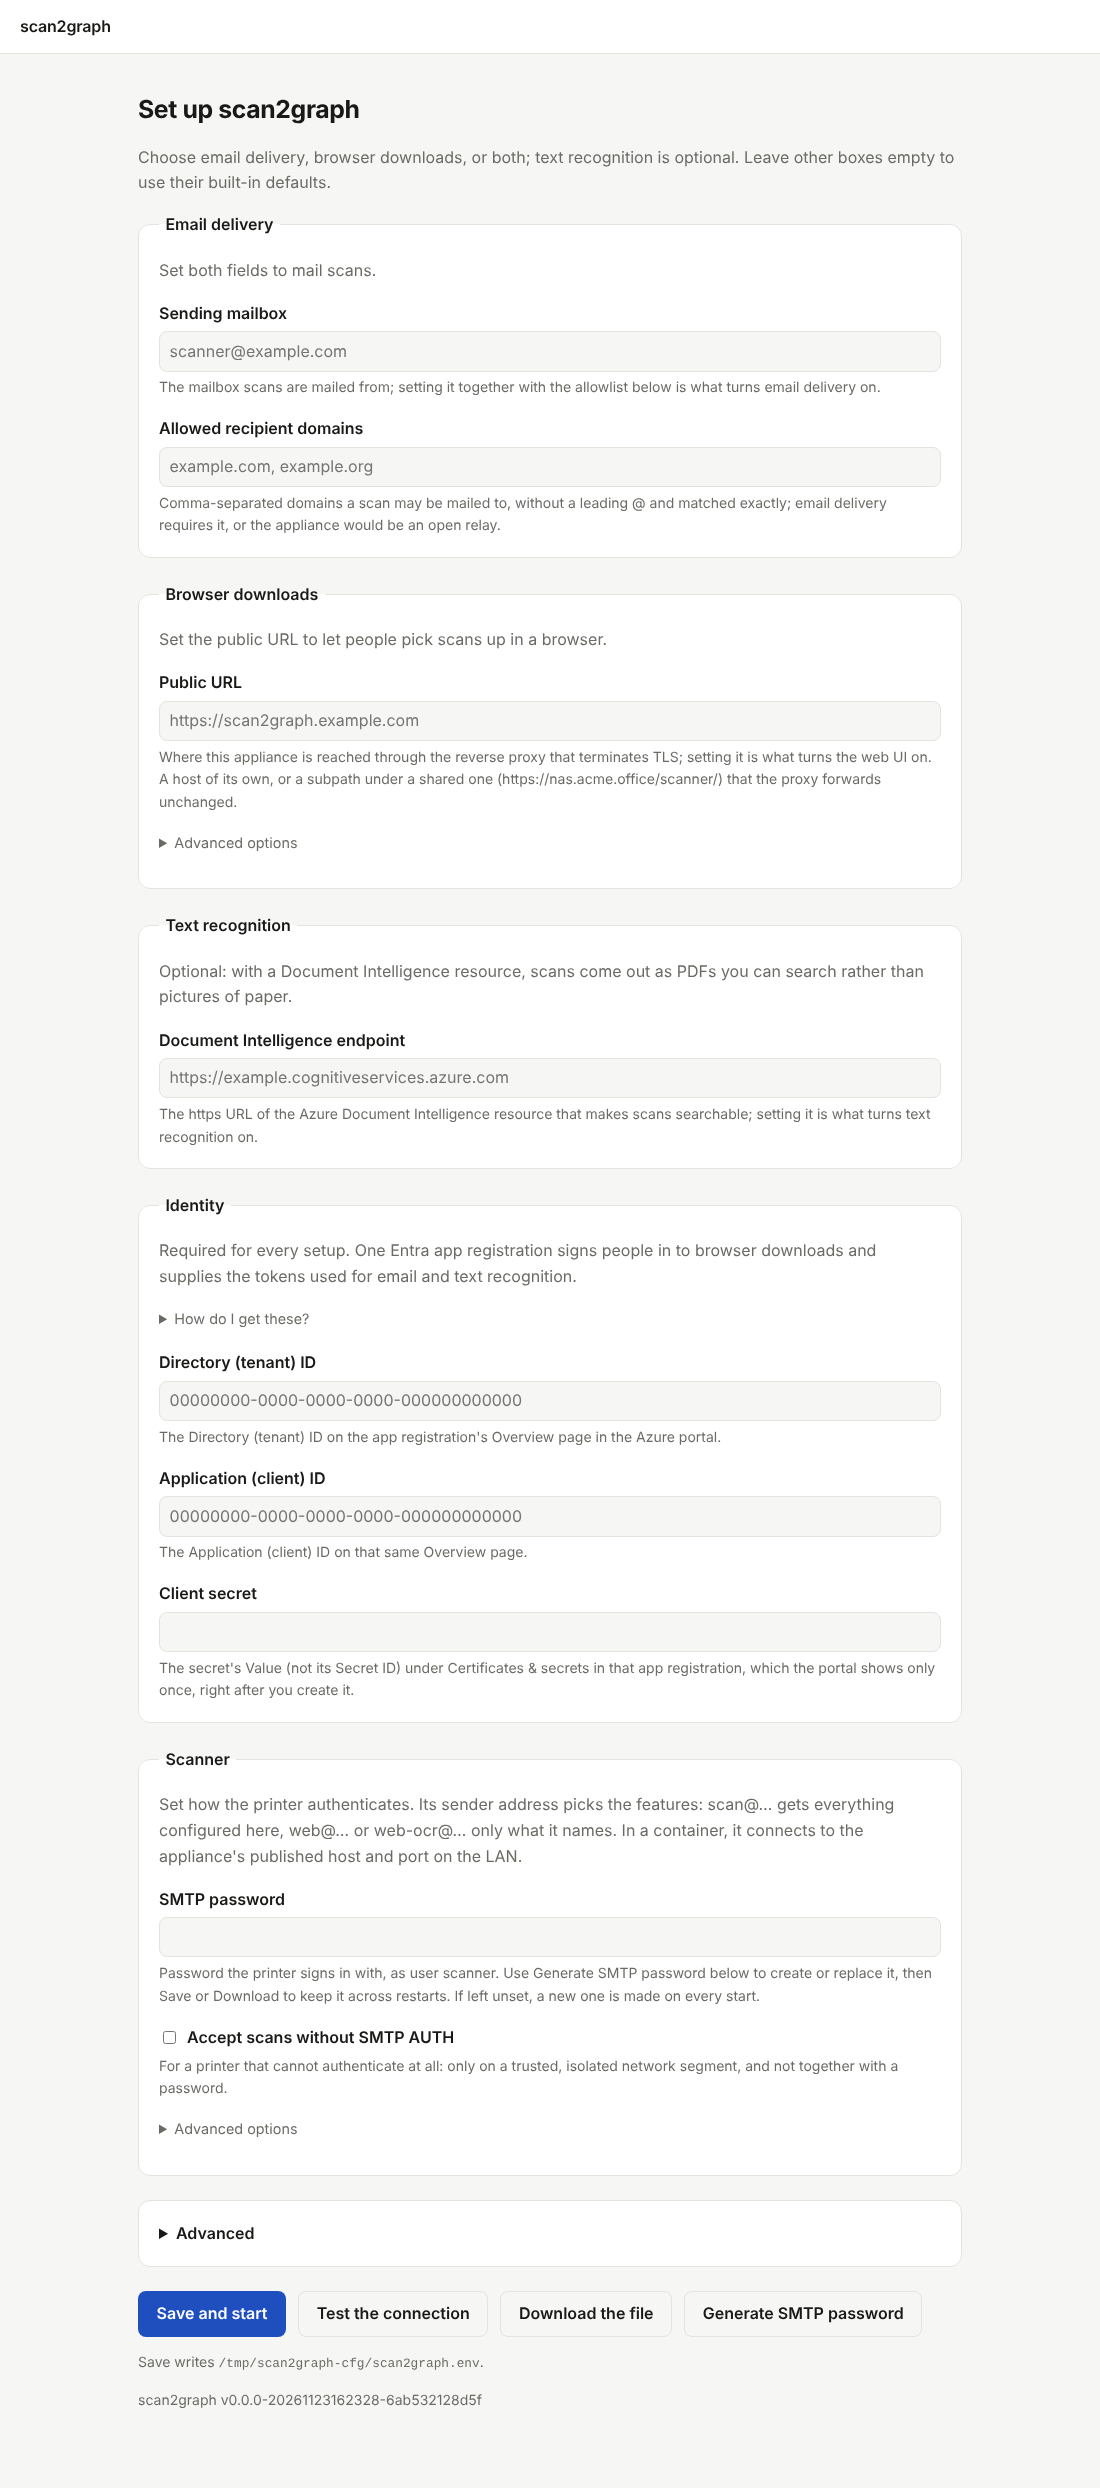 scan2graph
Set up scan2graph
Choose email delivery, browser downloads, or both; text recognition is optional. Leave other boxes empty to
use their built-in defaults.
Email delivery
Set both fields to mail scans.
Sending mailbox
scanner@example.com
The mailbox scans are mailed from; setting it together with the allowlist below is what turns email delivery on.
Allowed recipient domains
example.com, example.org
Comma-separated domains a scan may be mailed to, without a leading @ and matched exactly; email delivery
requires it, or the appliance would be an open relay.
Browser downloads
Set the public URL to let people pick scans up in a browser.
Public URL
https://scan2graph.example.com
Where this appliance is reached through the reverse proxy that terminates TLS; setting it is what turns the web UI on.
A host of its own, or a subpath under a shared one (https://nas.acme.office/scanner/) that the proxy forwards
unchanged.
▶ Advanced options
Text recognition
Optional: with a Document Intelligence resource, scans come out as PDFs you can search rather than
pictures of paper.
Document Intelligence endpoint
https://example.cognitiveservices.azure.com
The https URL of the Azure Document Intelligence resource that makes scans searchable; setting it is what turns text
recognition on.
Identity
Required for every setup. One Entra app registration signs people in to browser downloads and
supplies the tokens used for email and text recognition.
▶ How do I get these?
Directory (tenant) ID
00000000-0000-0000-0000-000000000000
The Directory (tenant) ID on the app registration's Overview page in the Azure portal.
Application (client) ID
00000000-0000-0000-0000-000000000000
The Application (client) ID on that same Overview page.
Client secret
The secret's Value (not its Secret ID) under Certificates & secrets in that app registration, which the portal shows only
once, right after you create it.
Scanner
Set how the printer authenticates. Its sender address picks the features: scan@… gets everything
configured here, web@… or web-ocr@… only what it names. In a container, it connects to the
appliance's published host and port on the LAN.
SMTP password
Password the printer signs in with, as user scanner. Use Generate SMTP password below to create or replace it, then
Save or Download to keep it across restarts. If left unset, a new one is made on every start.
Accept scans without SMTP AUTH
For a printer that cannot authenticate at all: only on a trusted, isolated network segment, and not together with a
password.
▶ Advanced options
▶ Advanced
Save and start
Test the connection
Download the file
Generate SMTP password
Save writes /tmp/scan2graph-cfg/scan2graph.env.
scan2graph v0.0.0-20261123162328-6ab532128d5f